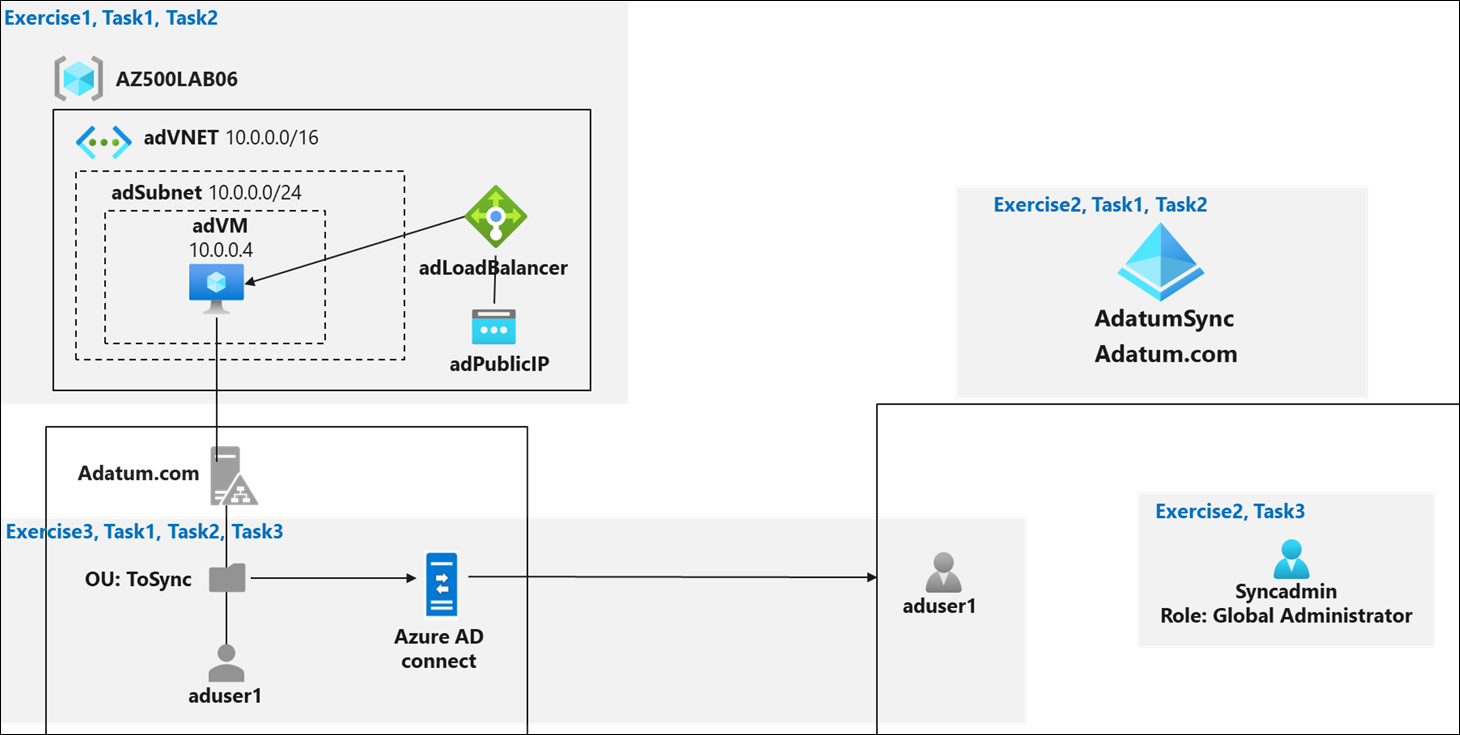 Exercise1, Task1, Task2
AZ500LAB06
adVNET 10.0.0.0/16
adSubnet 10.0.0.0/24
adVM
10.0.0.4
adLoadBalancer
adPublicIP
Exercise2, Task1, Task2
AdatumSync
Adatum.com
Adatum.com
Exercise3, Task1, Task2, Task3
OU: ToSync
Azure AD
connect
aduser1
aduser1
Exercise2, Task3
Syncadmin
Role: Global Administrator